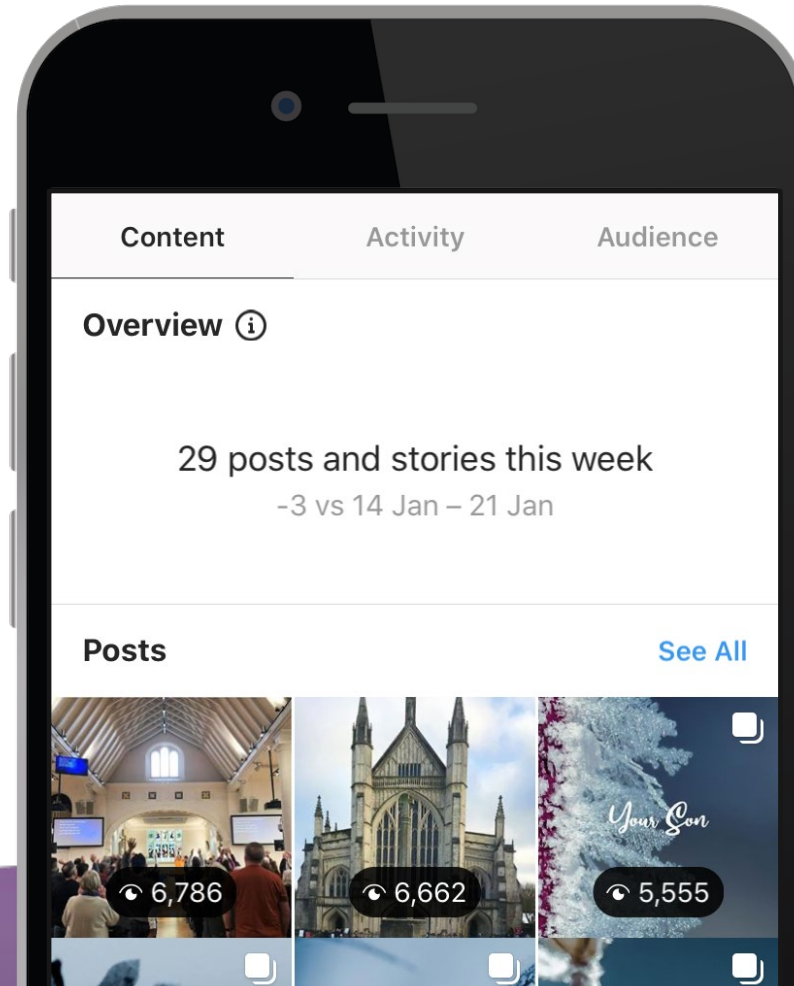 Content Activity Audience
Overview
29 posts and stories this week
-3 vs 14 Jan – 21 Jan
Posts See All
Your Son
6,786 6,662 5,555